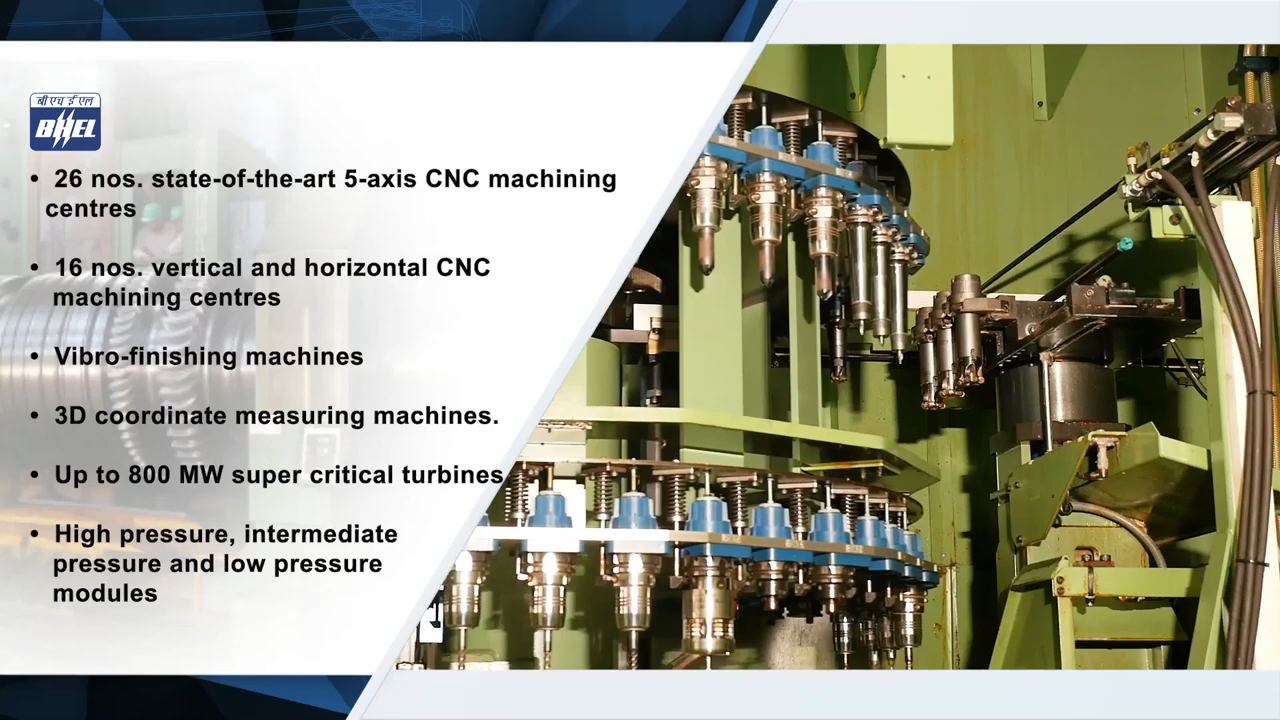 बी एच ई एल
BHEL
• 26 nos. state-of-the-art 5-axis CNC machining
centres
• 16 nos. vertical and horizontal CNC
machining centres
• Vibro-finishing machines
• 3D coordinate measuring machines.
• Up to 800 MW super critical turbines
• High pressure, intermediate
pressure and low pressure
modules